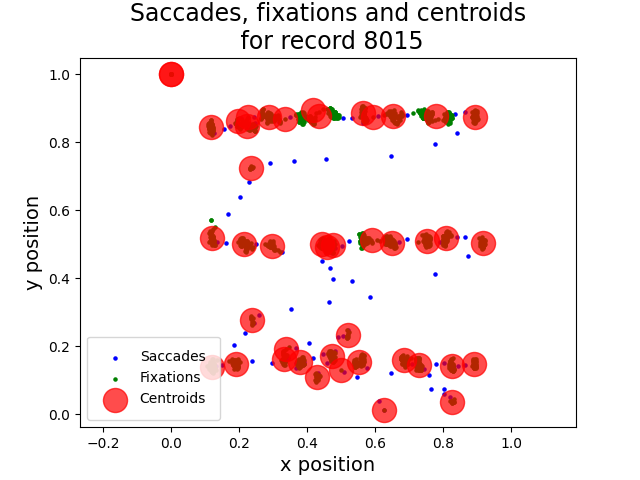 Saccades, fixations and centroids
for record 8015
1.0
0.8
0.6
0.4
0.2
0.0
y position
Saccades
Fixations
Centroids
−0.2 0.0 0.2 0.4 0.6 0.8 1.0
x position